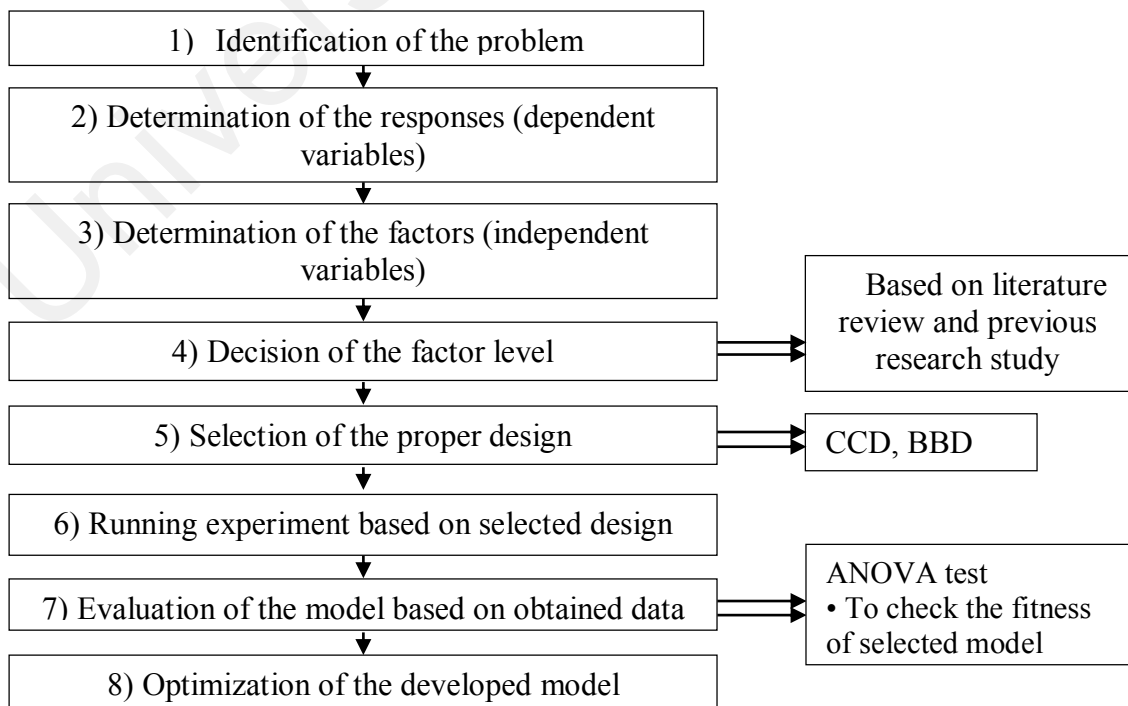 1) Identification of the problem
2) Determination of the responses (dependent
variables)
3) Determination of the factors (independent
variables)
Based on literature
review and previous
research study
4) Decision of the factor level
5) Selection of the proper design
CCD, BBD
6) Running experiment based on selected design
7) Evaluation of the model based on obtained data
ANOVA test
• To check the fitness
of selected model
8) Optimization of the developed model
Univers